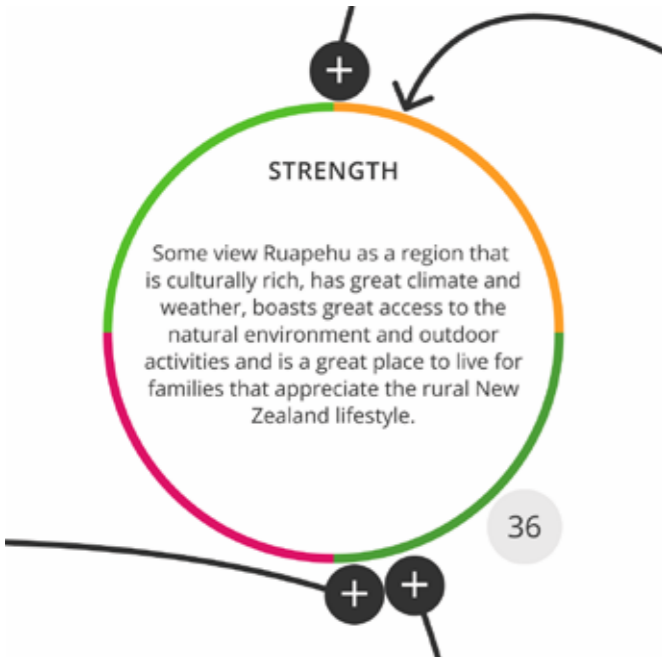 +
STRENGTH
Some view Ruapehu as a region that
is culturally rich, has great climate and
weather, boasts great access to the
natural environment and outdoor
activities and is a great place to live for
families that appreciate the rural New
Zealand lifestyle.
36
+ +